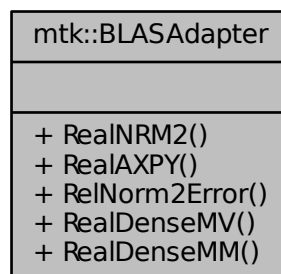 mtk::BLASAdapter
+ RealNRM2()
+ RealAXPY()
+ RelNorm2Error()
+ RealDenseMV()
+ RealDenseMM()